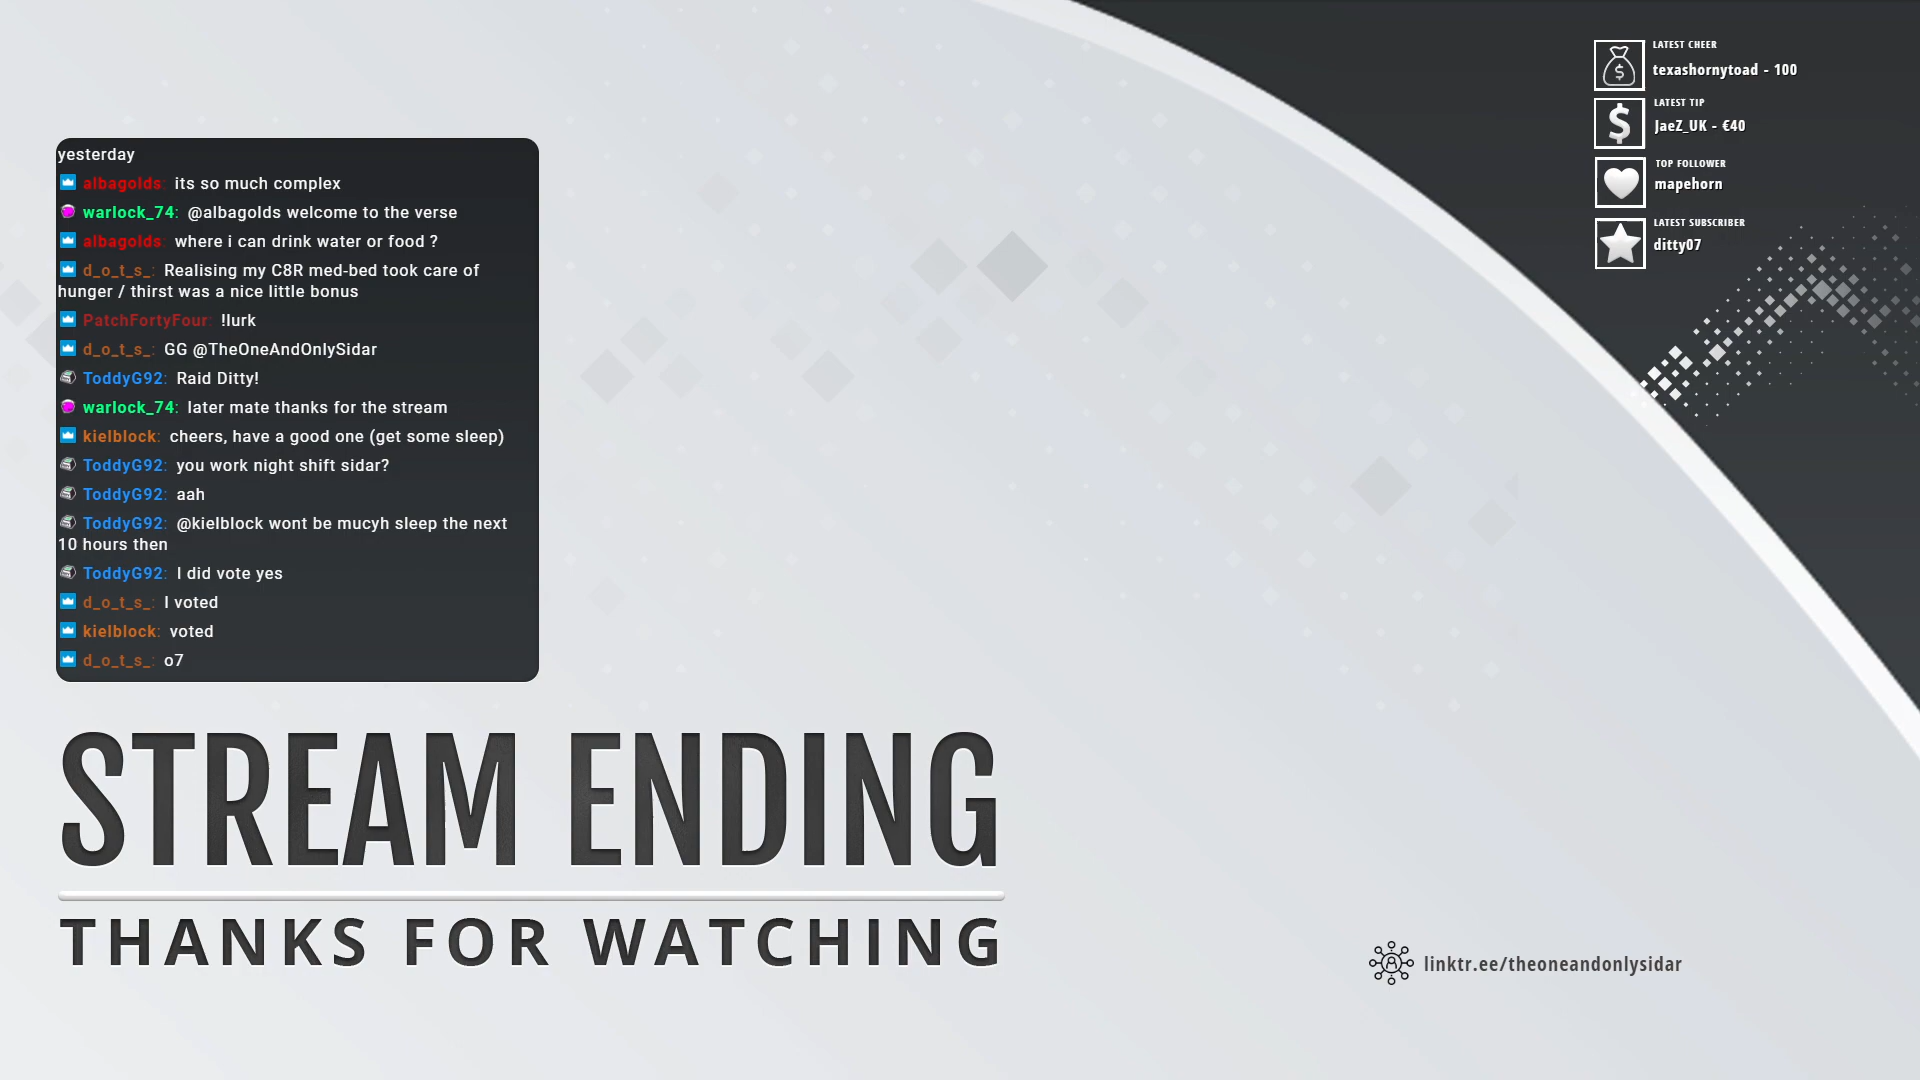 yesterday
albagolds: its so much complex
warlock_74: @albagolds welcome to the verse
albagolds: where i can drink water or food ?
d_o_t_s_: Realising my C8R med-bed took care of
hunger / thirst was a nice little bonus
PatchFortyFour: !lurk
d_o_t_s_: GG @TheOneAndOnlySidar
ToddyG92: Raid Ditty!
warlock_74: later mate thanks for the stream
kielblock: cheers, have a good one (get some sleep)
ToddyG92: you work night shift sidar?
ToddyG92: aah
ToddyG92: @kielblock wont be mucyh sleep the next
10 hours then
ToddyG92: I did vote yes
d_o_t_s_: I voted
kielblock: voted
d_o_t_s_: o7
LATEST CHEER
texashornytoad - 100
LATEST TIP
JaeZ_UK - €40
TOP FOLLOWER
mapehorn
LATEST SUBSCRIBER
ditty07
STREAM ENDING
THANKS FOR WATCHING
linktr.ee/theoneandonlysidar